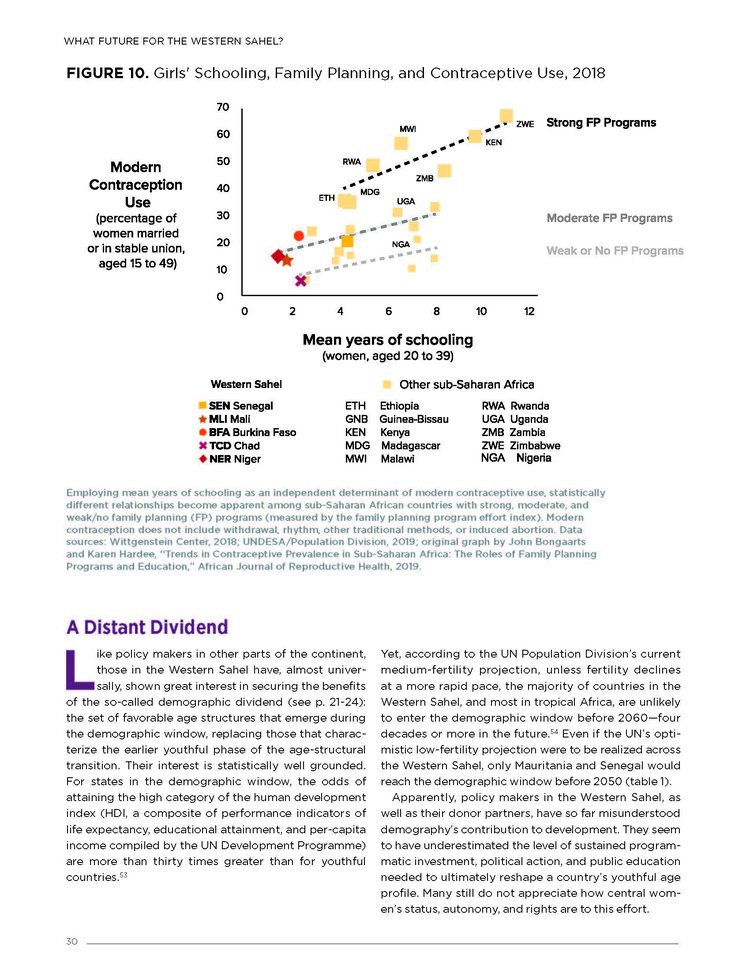 WHAT FUTURE FOR THE WESTERN SAHEL?
FIGURE 10. Girls' Schooling, Family Planning, and Contraceptive Use, 2018
Modern
Contraception
Use
(percentage of
women married
or in stable union,
aged 15 to 49)
70
60
50
40
30
20
10
0
MWI
ZWE
KEN
RWA
ZMB
ETH
MDG
UGA
NGA
Strong FP Programs
Moderate FP Programs
Weak or No FP Programs
0 2 4 6 8 10 12
Mean years of schooling
(women, aged 20 to 39)
Western Sahel
Other sub-Saharan Africa
SEN Senegal
MLI Mali
BFA Burkina Faso
TCD Chad
NER Niger
ETH Ethiopia
GNB Guinea-Bissau
KEN Kenya
MDG Madagascar
MWI Malawi
RWA Rwanda
UGA Uganda
ZMB Zambia
ZWE Zimbabwe
NGA Nigeria
Employing mean years of schooling as an independent determinant of modern contraceptive use, statistically
different relationships become apparent among sub-Saharan African countries with strong, moderate, and
weak/no family planning (FP) programs (measured by the family planning program effort index). Modern
contraception does not include withdrawal, rhythm, other traditional methods, or induced abortion. Data
sources: Wittgenstein Center, 2018; UNDESA/Population Division, 2019; original graph by John Bongaarts
and Karen Hardee, “Trends in Contraceptive Prevalence in Sub-Saharan Africa: The Roles of Family Planning
Programs and Education,” African Journal of Reproductive Health, 2019.
A Distant Dividend
Like policy makers in other parts of the continent,
those in the Western Sahel have, almost univer-
sally, shown great interest in securing the benefits
of the so-called demographic dividend (see p. 21-24):
the set of favorable age structures that emerge during
the demographic window, replacing those that charac-
terize the earlier youthful phase of the age-structural
transition. Their interest is statistically well grounded.
For states in the demographic window, the odds of
attaining the high category of the human development
index (HDI, a composite of performance indicators of
life expectancy, educational attainment, and per-capita
income compiled by the UN Development Programme)
are more than thirty times greater than for youthful
countries.53
Yet, according to the UN Population Division’s current
medium-fertility projection, unless fertility declines
at a more rapid pace, the majority of countries in the
Western Sahel, and most in tropical Africa, are unlikely
to enter the demographic window before 2060—four
decades or more in the future.54 Even if the UN’s opti-
mistic low-fertility projection were to be realized across
the Western Sahel, only Mauritania and Senegal would
reach the demographic window before 2050 (table 1).
Apparently, policy makers in the Western Sahel, as
well as their donor partners, have so far misunderstood
demography’s contribution to development. They seem
to have underestimated the level of sustained program-
matic investment, political action, and public education
needed to ultimately reshape a country’s youthful age
profile. Many still do not appreciate how central wom-
en’s status, autonomy, and rights are to this effort.
30